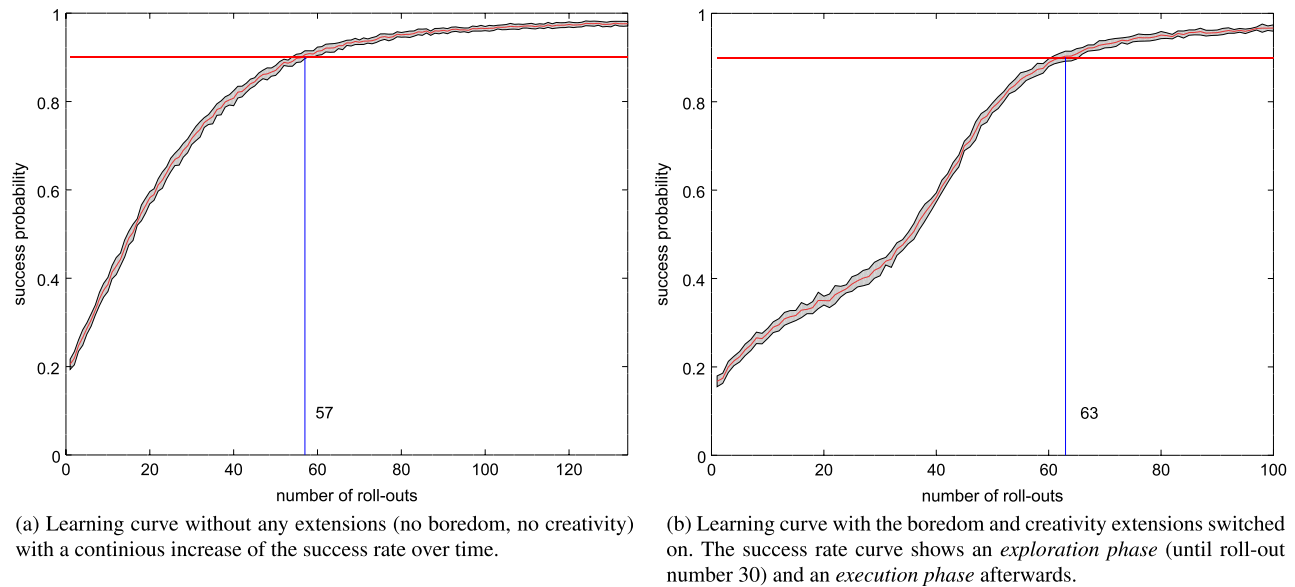 1
0.8
0.6
0.4
0.2
0
success probability
57
0 20 40 60 80 100 120
number of roll-outs
(a) Learning curve without any extensions (no boredom, no creativity)
with a continious increase of the success rate over time.
1
0.8
0.6
0.4
0.2
0
success probability
63
0 20 40 60 80 100
number of roll-outs
(b) Learning curve with the boredom and creativity extensions switched
on. The success rate curve shows an exploration phase (until roll-out
number 30) and an execution phase afterwards.